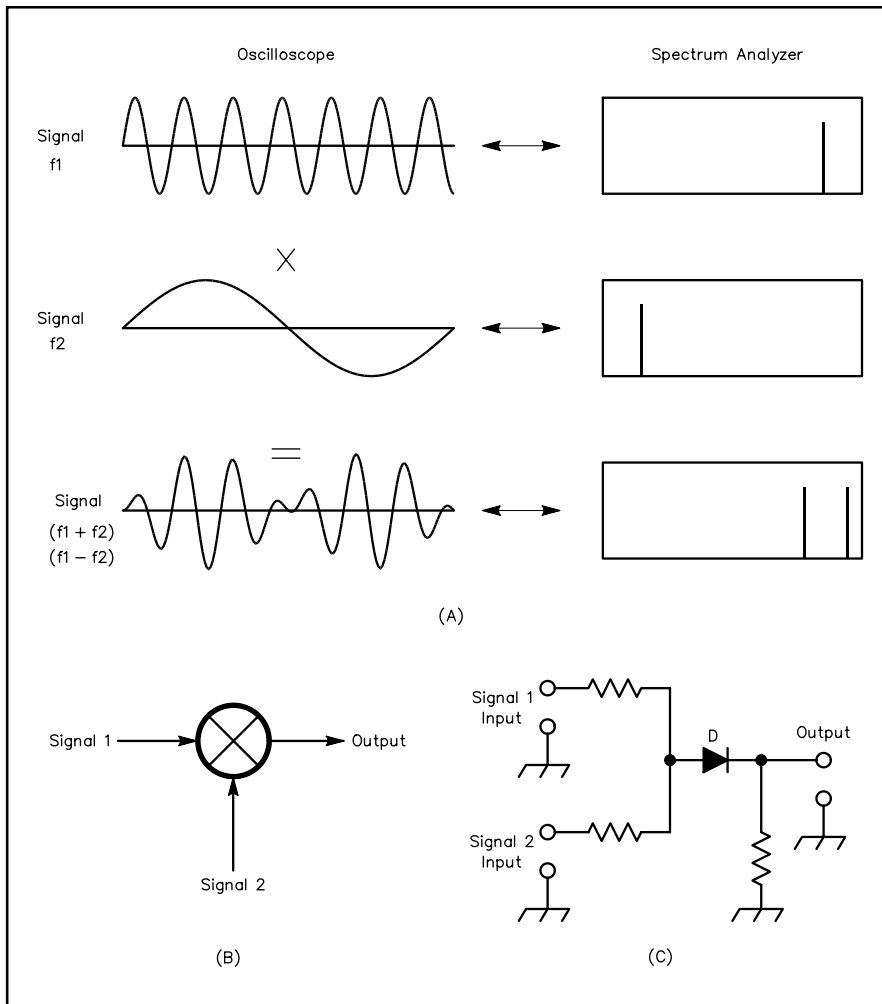 Oscilloscope
Spectrum Analyzer
Signal
f1
Signal
f2
Signal
(f1 + f2)
(f1 − f2)
(A)
Signal 1
Output
Signal 2
(B)
Signal 1
Input
D
Output
Signal 2
Input
(C)